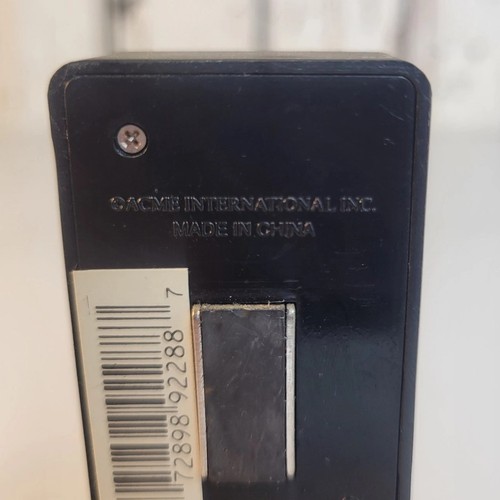 ©ACME INTERNATIONAL INC.
MADE IN CHINA
72898 92288 7